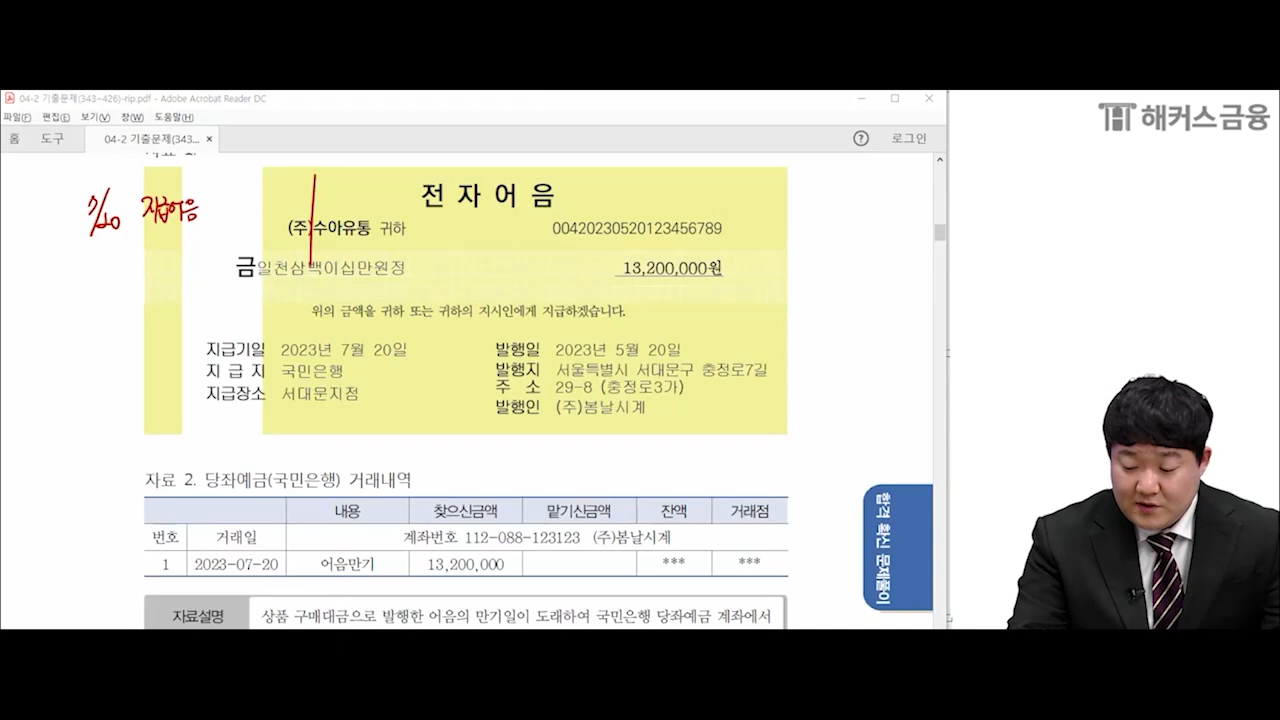 04-2 기출문제(343~426)-rip.pdf - Adobe Acrobat Reader DC
파일(F) 편집(E) 보기(V) 창(W) 도움말(H)
홈 도구 04-2 기출문제(343... × ? 로그인
해커스금융
전 자 어 음
7/20 지급어음
(주)수아유통 귀하 00420230520123456789
금 일천삼백이십만원정 13,200,000원
위의 금액을 귀하 또는 귀하의 지시인에게 지급하겠습니다.
지급기일 2023년 7월 20일 발행일 2023년 5월 20일
지 급 지 국민은행 발행지 서울특별시 서대문구 충정로7길
지급장소 서대문지점 주 소 29-8 (충정로3가)
발행인 (주)봄날시계
자료 2. 당좌예금(국민은행) 거래내역
내용 찾으신금액 맡기신금액 잔액 거래점
번호 거래일 계좌번호 112-088-123123 (주)봄날시계
1 2023-07-20 어음만기 13,200,000 *** ***
자료설명 상품 구매대금으로 발행한 어음의 만기일이 도래하여 국민은행 당좌예금 계좌에서
합격 확신 문제풀이